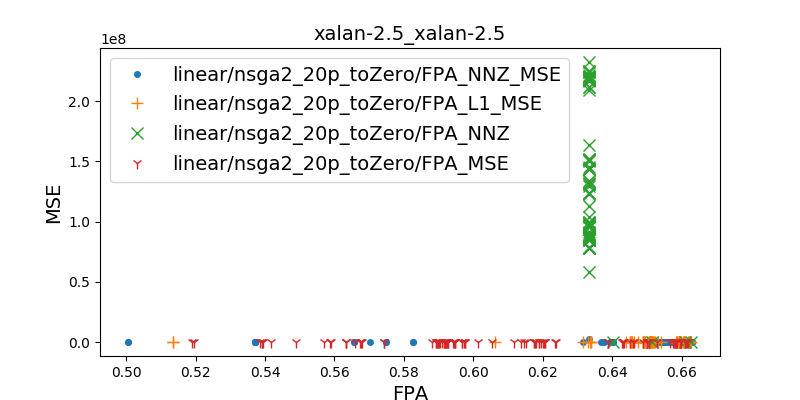 xalan-2.5_xalan-2.5
1e8
linear/nsga2_20p_toZero/FPA_NNZ_MSE
linear/nsga2_20p_toZero/FPA_L1_MSE
linear/nsga2_20p_toZero/FPA_NNZ
linear/nsga2_20p_toZero/FPA_MSE
MSE
2.0
1.5
1.0
0.5
0.0
0.50 0.52 0.54 0.56 0.58 0.60 0.62 0.64 0.66
FPA